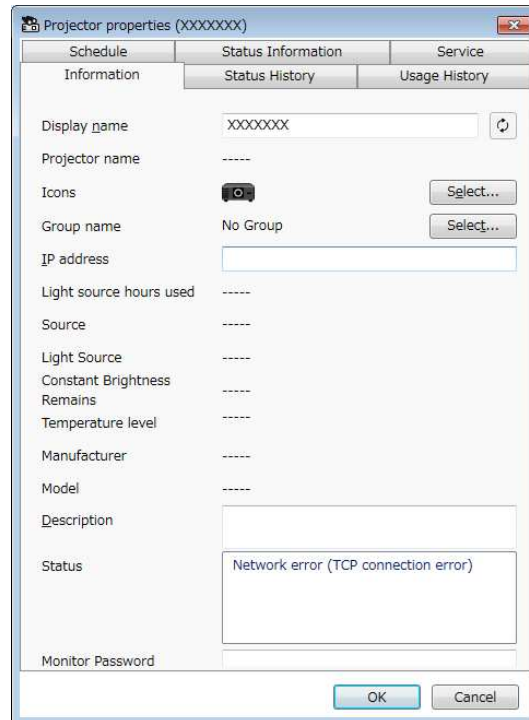 Projector properties (XXXXXXX)
Schedule Status Information Service
Information Status History Usage History
Display name XXXXXXX
Projector name -----
Icons Select...
Group name No Group Select...
IP address
Light source hours used -----
Source -----
Light Source -----
Constant Brightness
Remains -----
Temperature level -----
Manufacturer -----
Model -----
Description
Status Network error (TCP connection error)
Monitor Password
OK Cancel